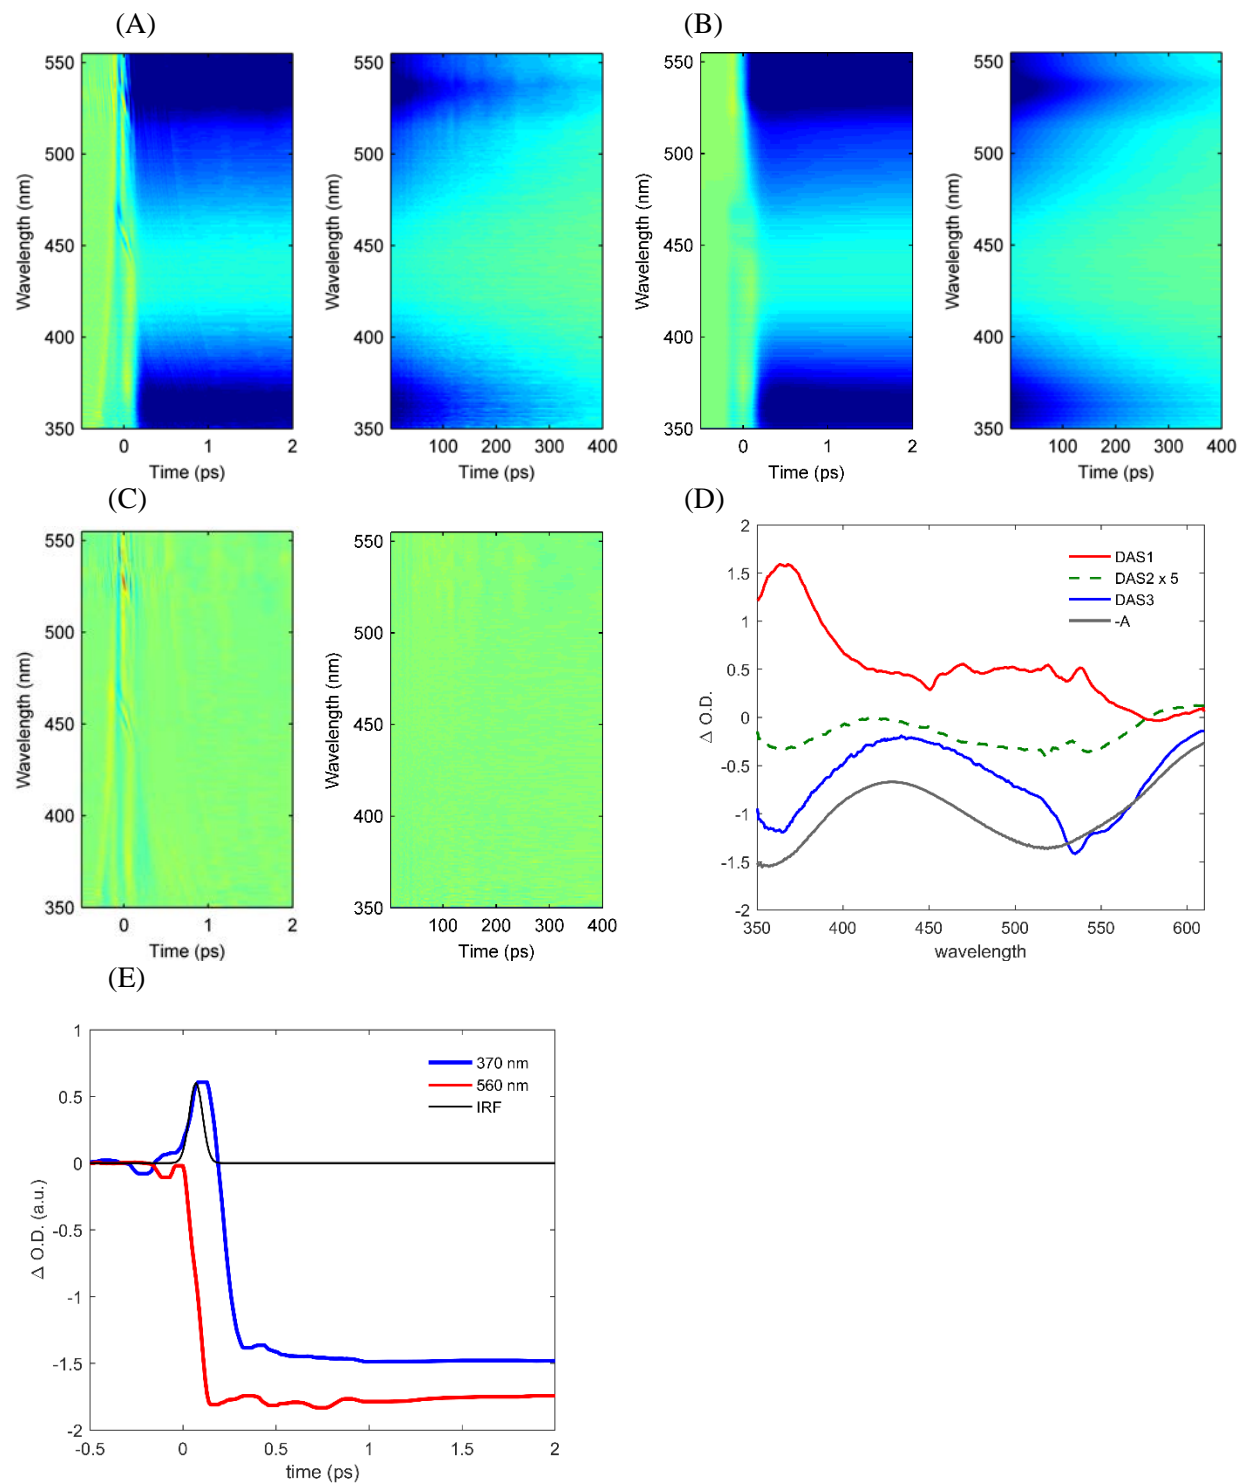 (A)
(B)
550
500
450
400
350
Wavelength (nm)
0 1 2
Time (ps)
550
500
450
400
350
Wavelength (nm)
100 200 300 400
Time (ps)
550
500
450
400
350
Wavelength (nm)
0 1 2
Time (ps)
550
500
450
400
350
Wavelength (nm)
100 200 300 400
Time (ps)
(C)
(D)
550
500
450
400
350
Wavelength (nm)
0 1 2
Time (ps)
550
500
450
400
350
Wavelength (nm)
100 200 300 400
Time (ps)
2
1.5
1
0.5
0
-0.5
-1
-1.5
-2
Δ O.D.
DAS1
DAS2 x 5
DAS3
-A
350 400 450 500 550 600
wavelength
(E)
1
0.5
0
-0.5
-1
-1.5
-2
Δ O.D. (a.u.)
370 nm
560 nm
IRF
-0.5 0 0.5 1 1.5 2
time (ps)